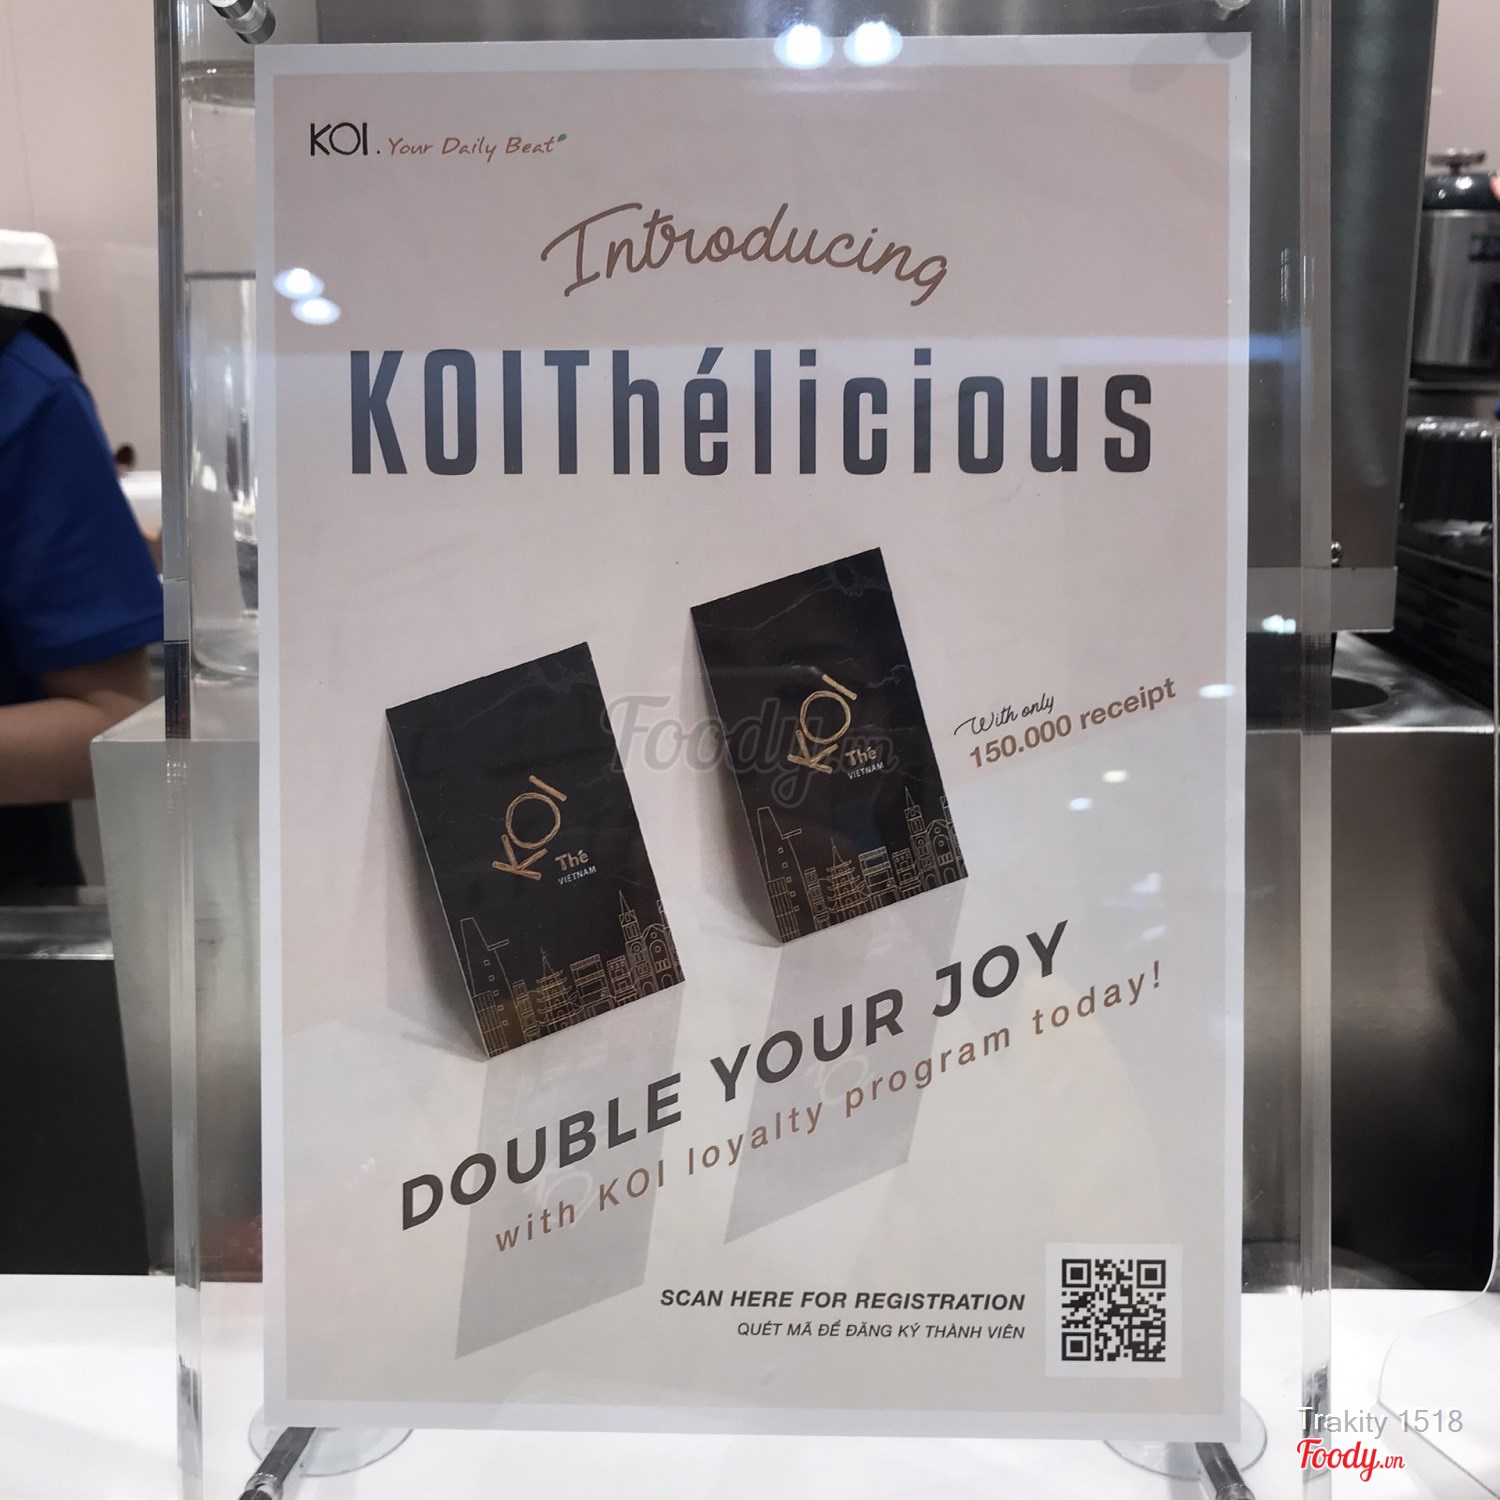 KOI. Your Daily Beat
Introducing
KOIThélicious
With only
150.000 receipt
KOI
Thé
VIETNAM
KOI
Thé
VIETNAM
Foody.vn
DOUBLE YOUR JOY
with KOI loyalty program today!
SCAN HERE FOR REGISTRATION
QUÉT MÃ ĐỂ ĐĂNG KÝ THÀNH VIÊN
Trakity 1518
Foody.vn